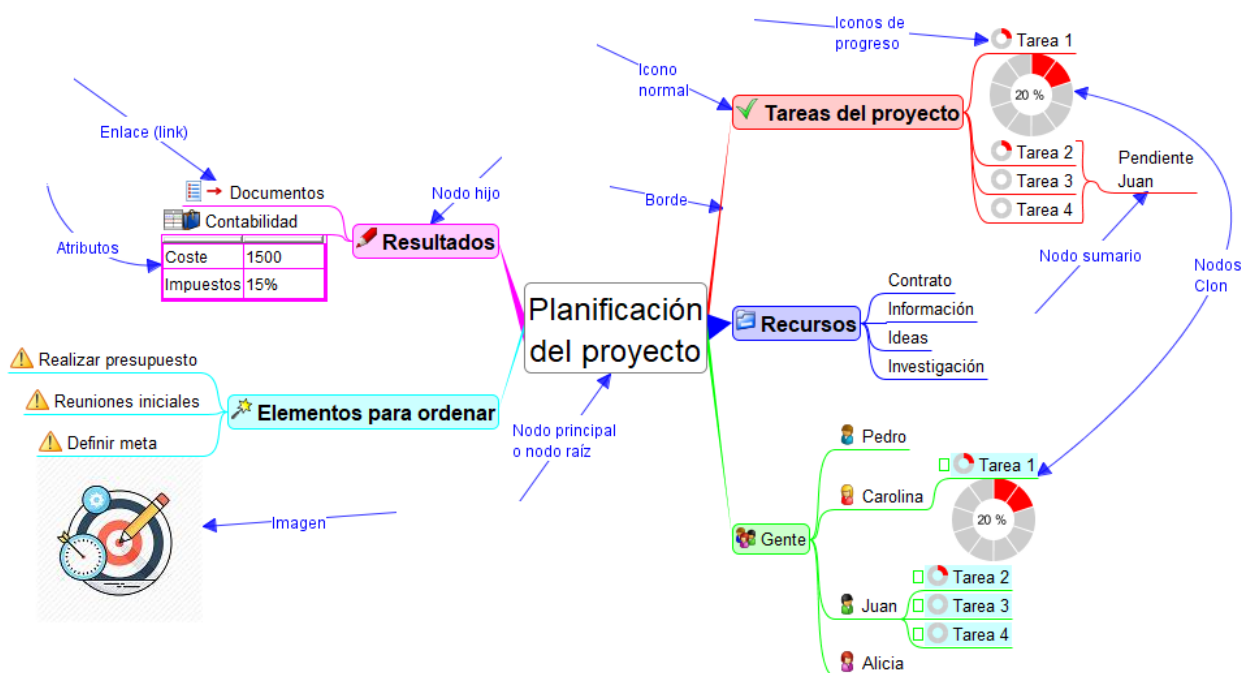 Iconos de
progreso
Tarea 1
20 %
Icono
normal
Tareas del proyecto
Tarea 2
Tarea 3
Tarea 4
Pendiente
Juan
Nodo sumario
Nodos
Clon
Enlace (link)
Documentos
Contabilidad
Atributos
Coste 1500
Impuestos 15%
Nodo hijo
Resultados
Borde
Planificación
del proyecto
Recursos
Contrato
Información
Ideas
Investigación
Realizar presupuesto
Reuniones iniciales
Definir meta
Elementos para ordenar
Nodo principal
o nodo raíz
Imagen
Gente
Pedro
Carolina
Tarea 1
20 %
Juan
Tarea 2
Tarea 3
Tarea 4
Alicia